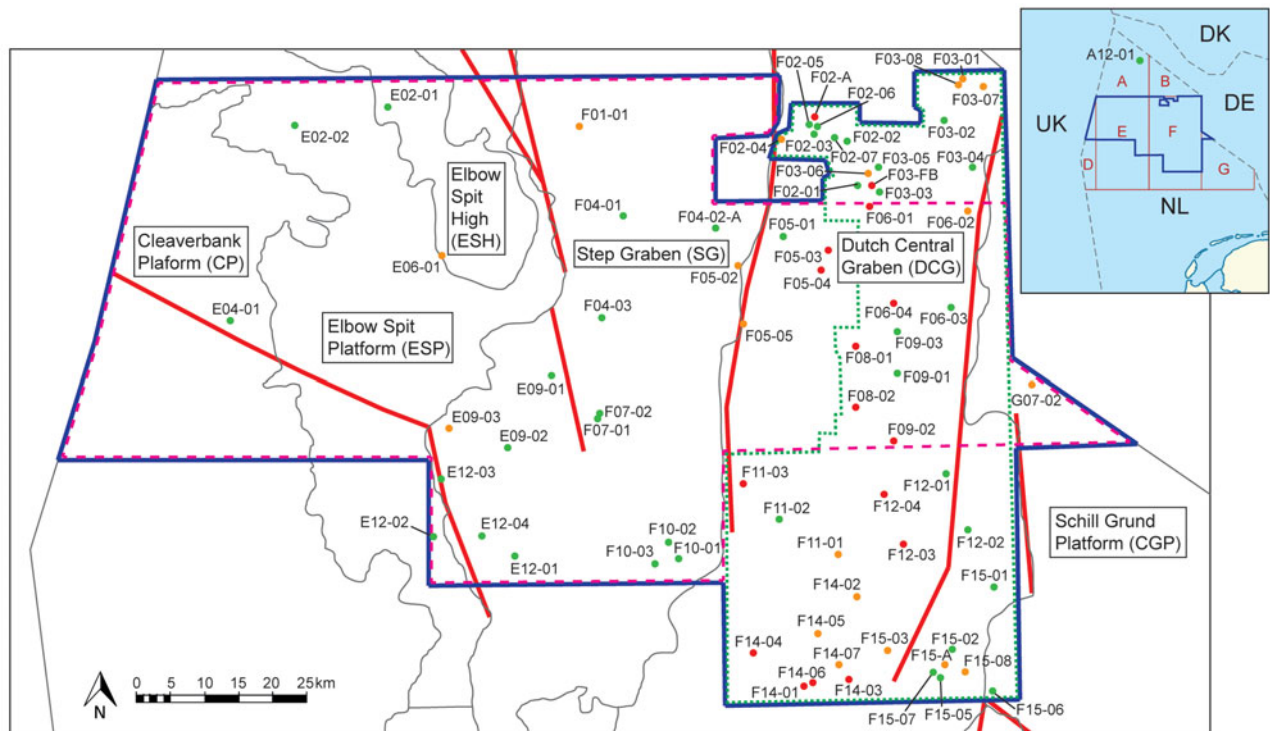 DK
A12-01
A
B
DE
UK
E
F
D
G
NL
F02-05
F02-A
F02-06
F03-08
F03-01
F03-07
E02-01
E02-02
F01-01
F02-04
F02-03
F02-02
F02-07
F03-02
F03-05
F03-04
F03-06
F03-FB
F02-01
F03-03
Elbow
Spit
High
(ESH)
F04-01
F04-02-A
F05-01
F06-01
F06-02
Cleaverbank
Plaform (CP)
E06-01
Step Graben (SG)
F05-02
F05-03
F05-04
Dutch Central
Graben (DCG)
E04-01
Elbow Spit
Platform (ESP)
F04-03
F05-05
F06-04
F06-03
F09-03
F08-01
E09-01
F09-01
G07-02
F08-02
E09-03
F07-02
F07-01
E09-02
F09-02
E12-03
F11-03
F12-01
F12-04
E12-02
E12-04
F11-02
Schill Grund
Platform (CGP)
F10-02
F10-03
F10-01
E12-01
F11-01
F12-03
F12-02
F15-01
F14-02
F14-05
F14-04
F14-07
F15-03
F15-02
F15-A
F15-08
F14-06
F14-01
F14-03
F15-07
F15-05
F15-06
N
0 5 10 15 20 25km